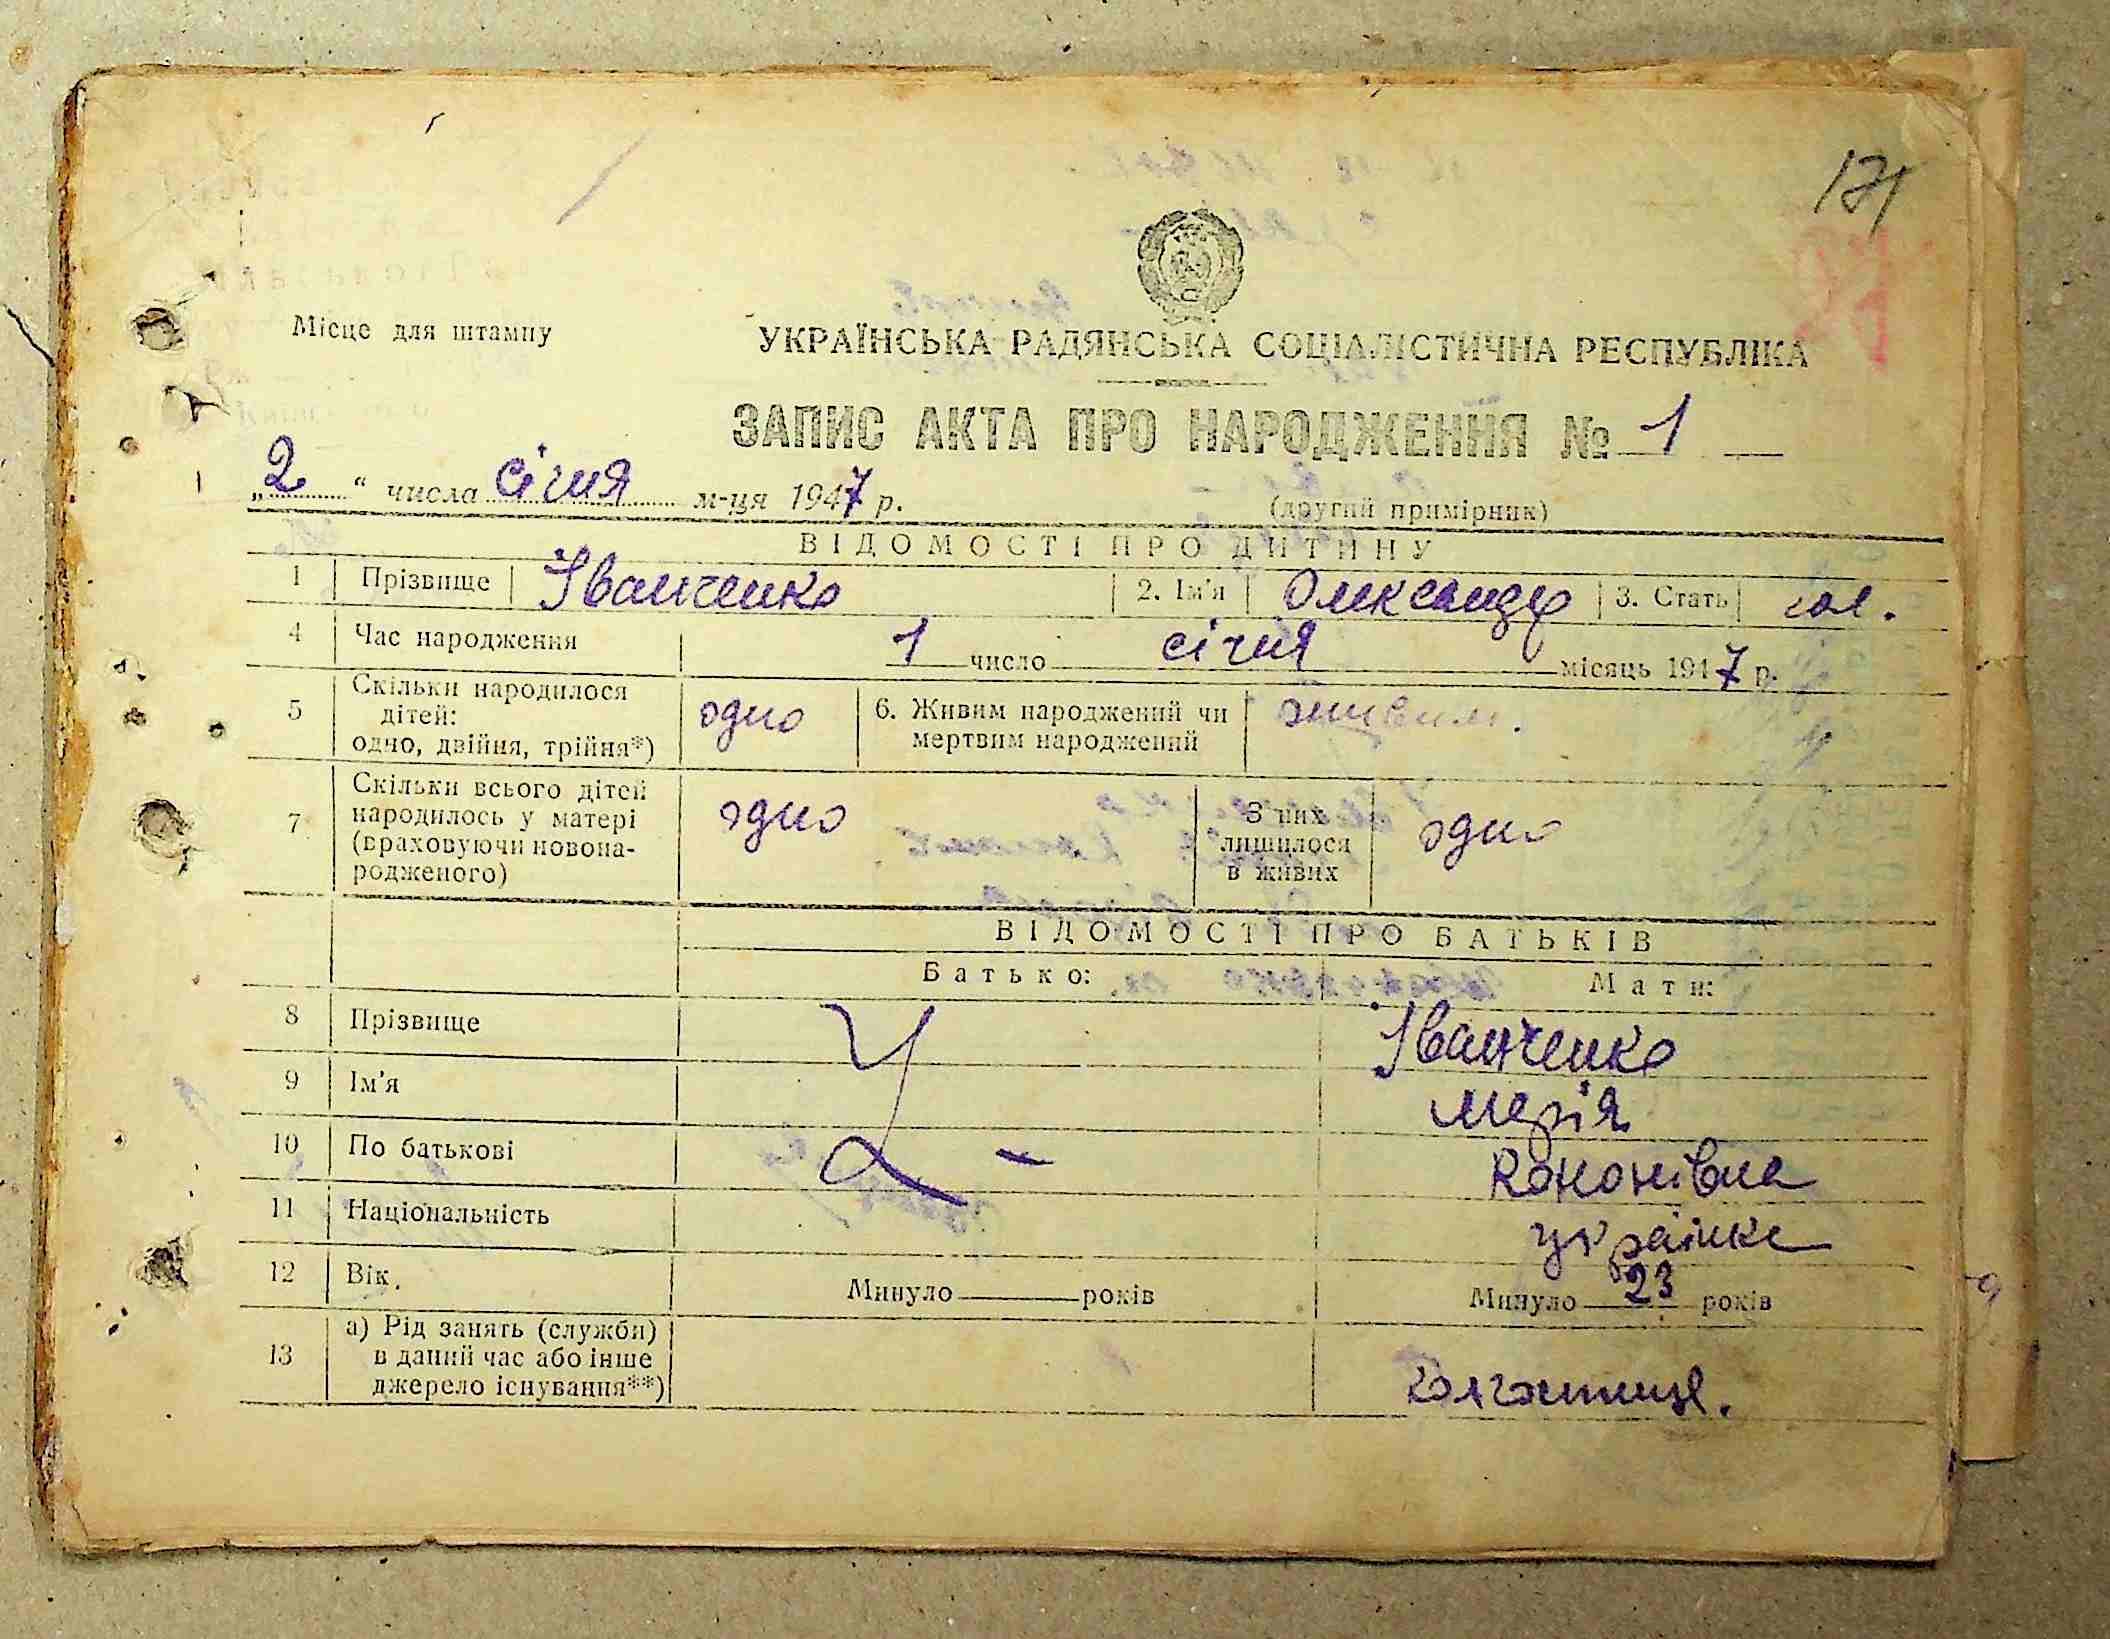 171
Місце для штампу
УКРАЇНСЬКА РАДЯНСЬКА СОЦІАЛІСТИЧНА РЕСПУБЛІКА
ЗАПИС АКТА ПРО НАРОДЖЕННЯ № 1
„2“ числа січня м-ця 1947 р.
(другий примірник)
ВІДОМОСТІ ПРО ДИТИНУ
1 Прізвище Іванченко 2. Ім'я Олександр 3. Стать чол.
4 Час народження 1 число січня місяць 1947 р.
5 Скільки народилося дітей: одно, двійня, трійня*) одно 6. Живим народжений чи мертвим народжений живим.
7 Скільки всього дітей народилось у матері (враховуючи новонародженого) одно З них лишилося в живих одно
ВІДОМОСТІ ПРО БАТЬКІВ
Батько: Мати:
8 Прізвище Іванченко
9 Ім'я Марія
10 По батькові – Кононівна
11 Національність українка
12 Вік. Минуло років Минуло 23 років
13 а) Рід занять (служби) в даний час або інше джерело існування**) Колгоспниця.